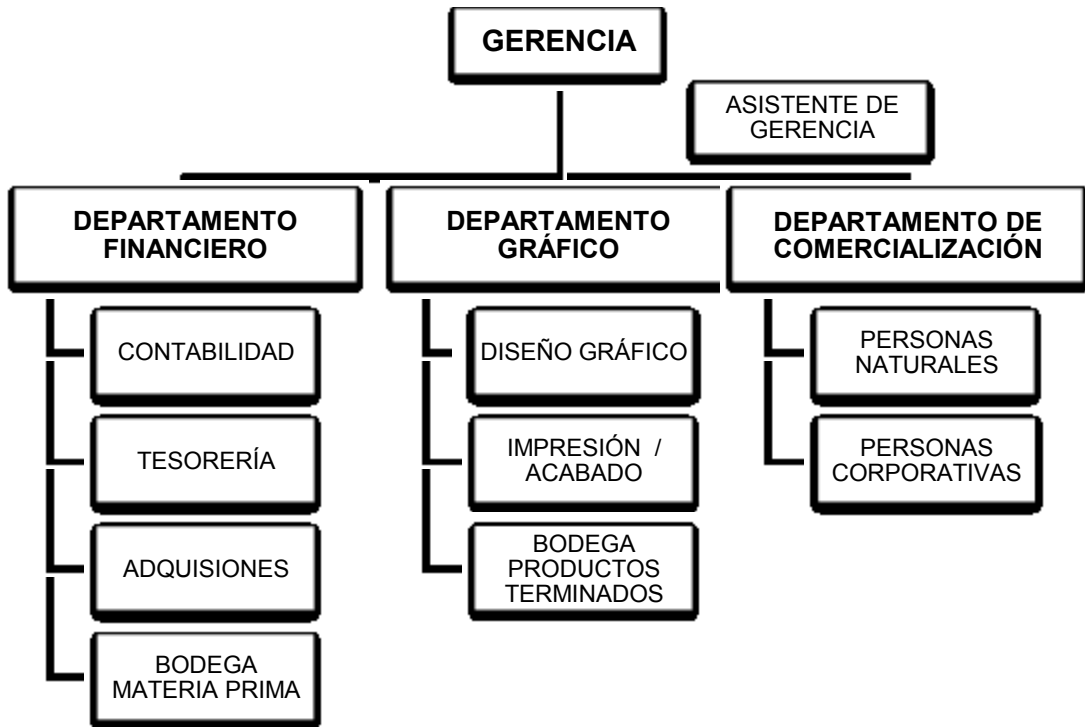 GERENCIA
ASISTENTE DE
GERENCIA
DEPARTAMENTO
FINANCIERO
DEPARTAMENTO
GRÁFICO
DEPARTAMENTO DE
COMERCIALIZACIÓN
CONTABILIDAD
TESORERÍA
ADQUISIONES
BODEGA
MATERIA PRIMA
DISEÑO GRÁFICO
IMPRESIÓN /
ACABADO
BODEGA
PRODUCTOS
TERMINADOS
PERSONAS
NATURALES
PERSONAS
CORPORATIVAS